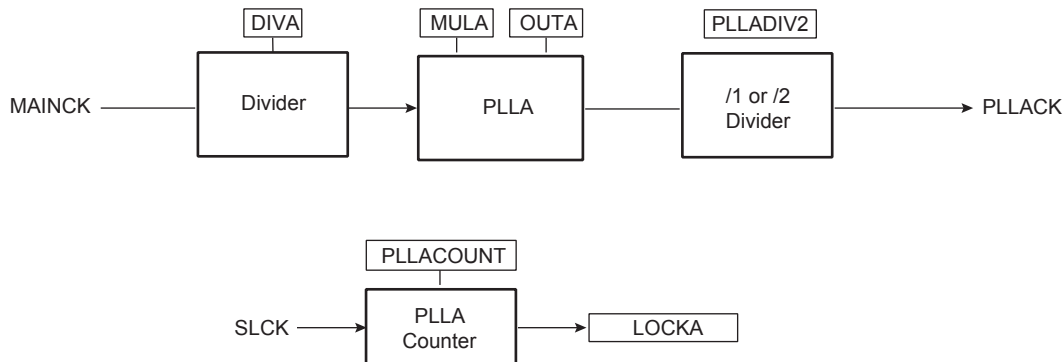 DIVA
MULA
OUTA
PLLADIV2
MAINCK
Divider
PLLA
/1 or /2
Divider
PLLACK
PLLACOUNT
SLCK
PLLA
Counter
LOCKA